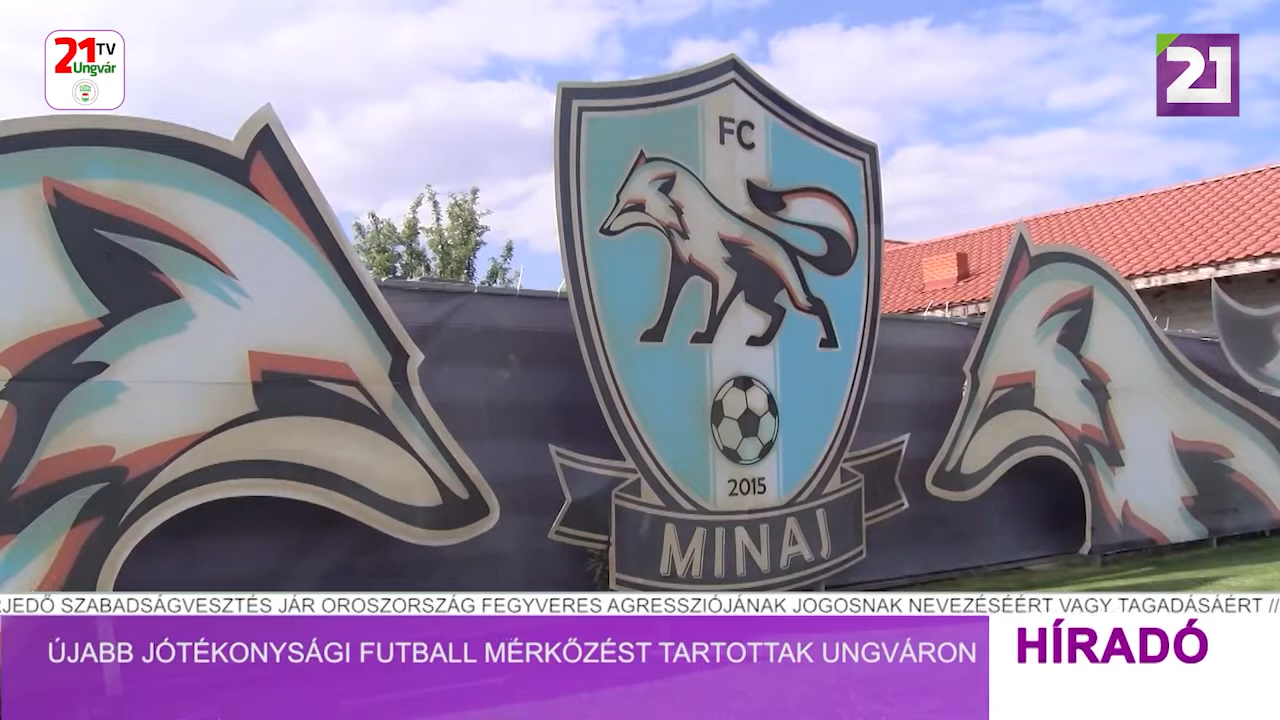 21 TV
Ungvár
21
FC
2015
MINAJ
SZABADSÁGVESZTÉS JÁR OROSZORSZÁG FEGYVERES AGRESSZIÓJÁNAK JOGOSNAK NEVEZÉSÉÉRT VAGY TAGADÁSÁÉRT //
ÚJABB JÓTÉKONYSÁGI FUTBALL MÉRKŐZÉST TARTOTTAK UNGVÁRON
HÍRADÓ